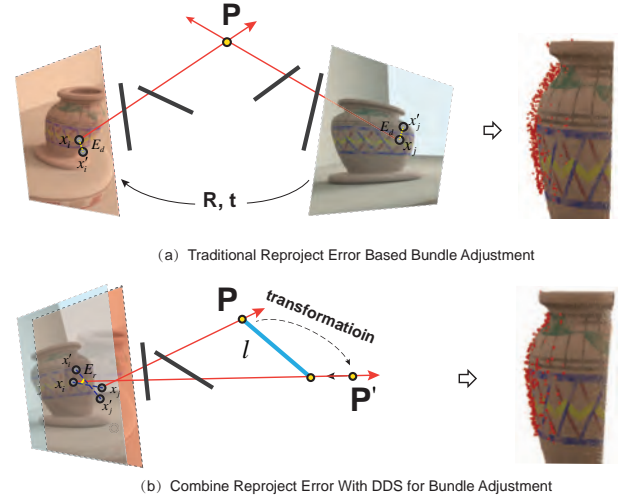 P
x_i
E_d
x'_i
x'_j
E_d
x_j
R, t
(a) Traditional Reproject Error Based Bundle Adjustment
P
transformatioin
l
x'_i
E_r
x_i
x_j
x'_j
P'
(b) Combine Reproject Error With DDS for Bundle Adjustment